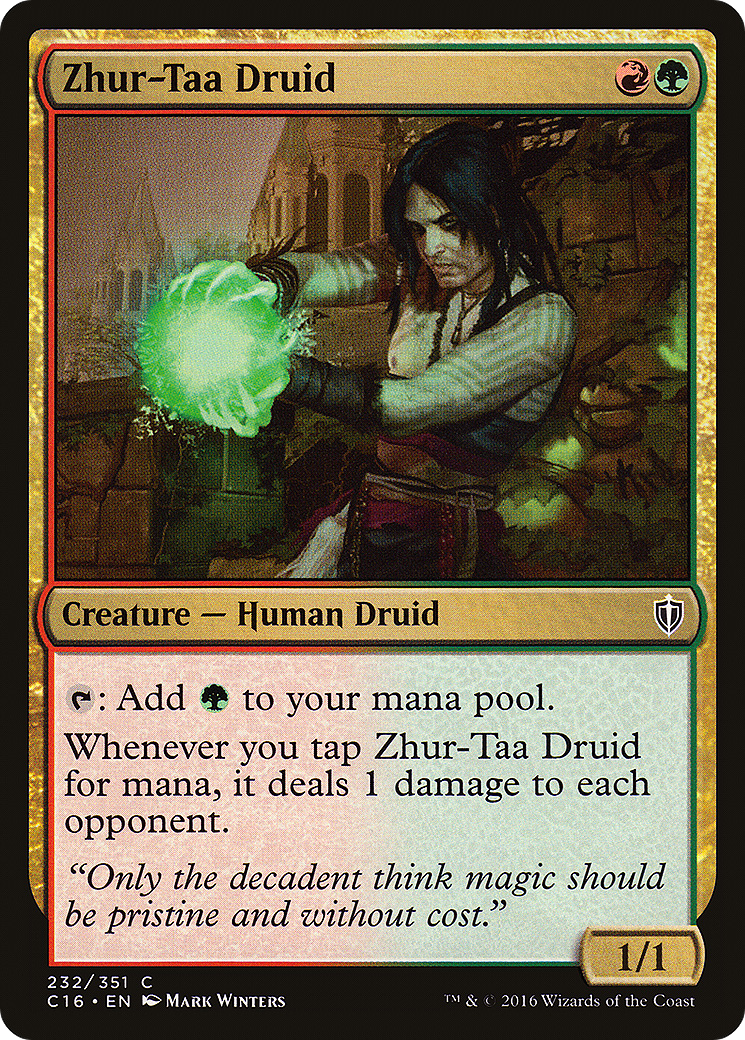 Zhur-Taa Druid
Creature — Human Druid
: Add to your mana pool.
Whenever you tap Zhur-Taa Druid
for mana, it deals 1 damage to each
opponent.
“Only the decadent think magic should
be pristine and without cost.”
1/1
232/351 C
C16 • EN Mark Winters
™ & © 2016 Wizards of the Coast